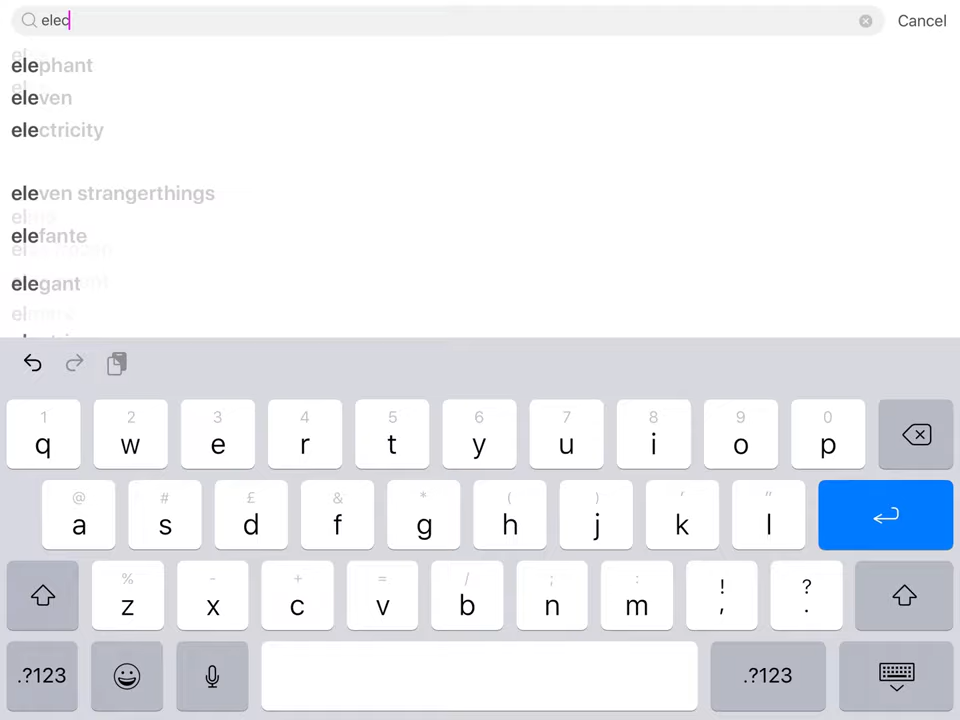 elec Cancel
elephant
eleven
electricity
eleven strangerthings
elefante
elegant
1 2 3 4 5 6 7 8 9 0
q w e r t y u i o p
@ # £ & * ( ) ' "
a s d f g h j k l
% - + = / ; : ! ?
z x c v b n m , .
.?123 .?123